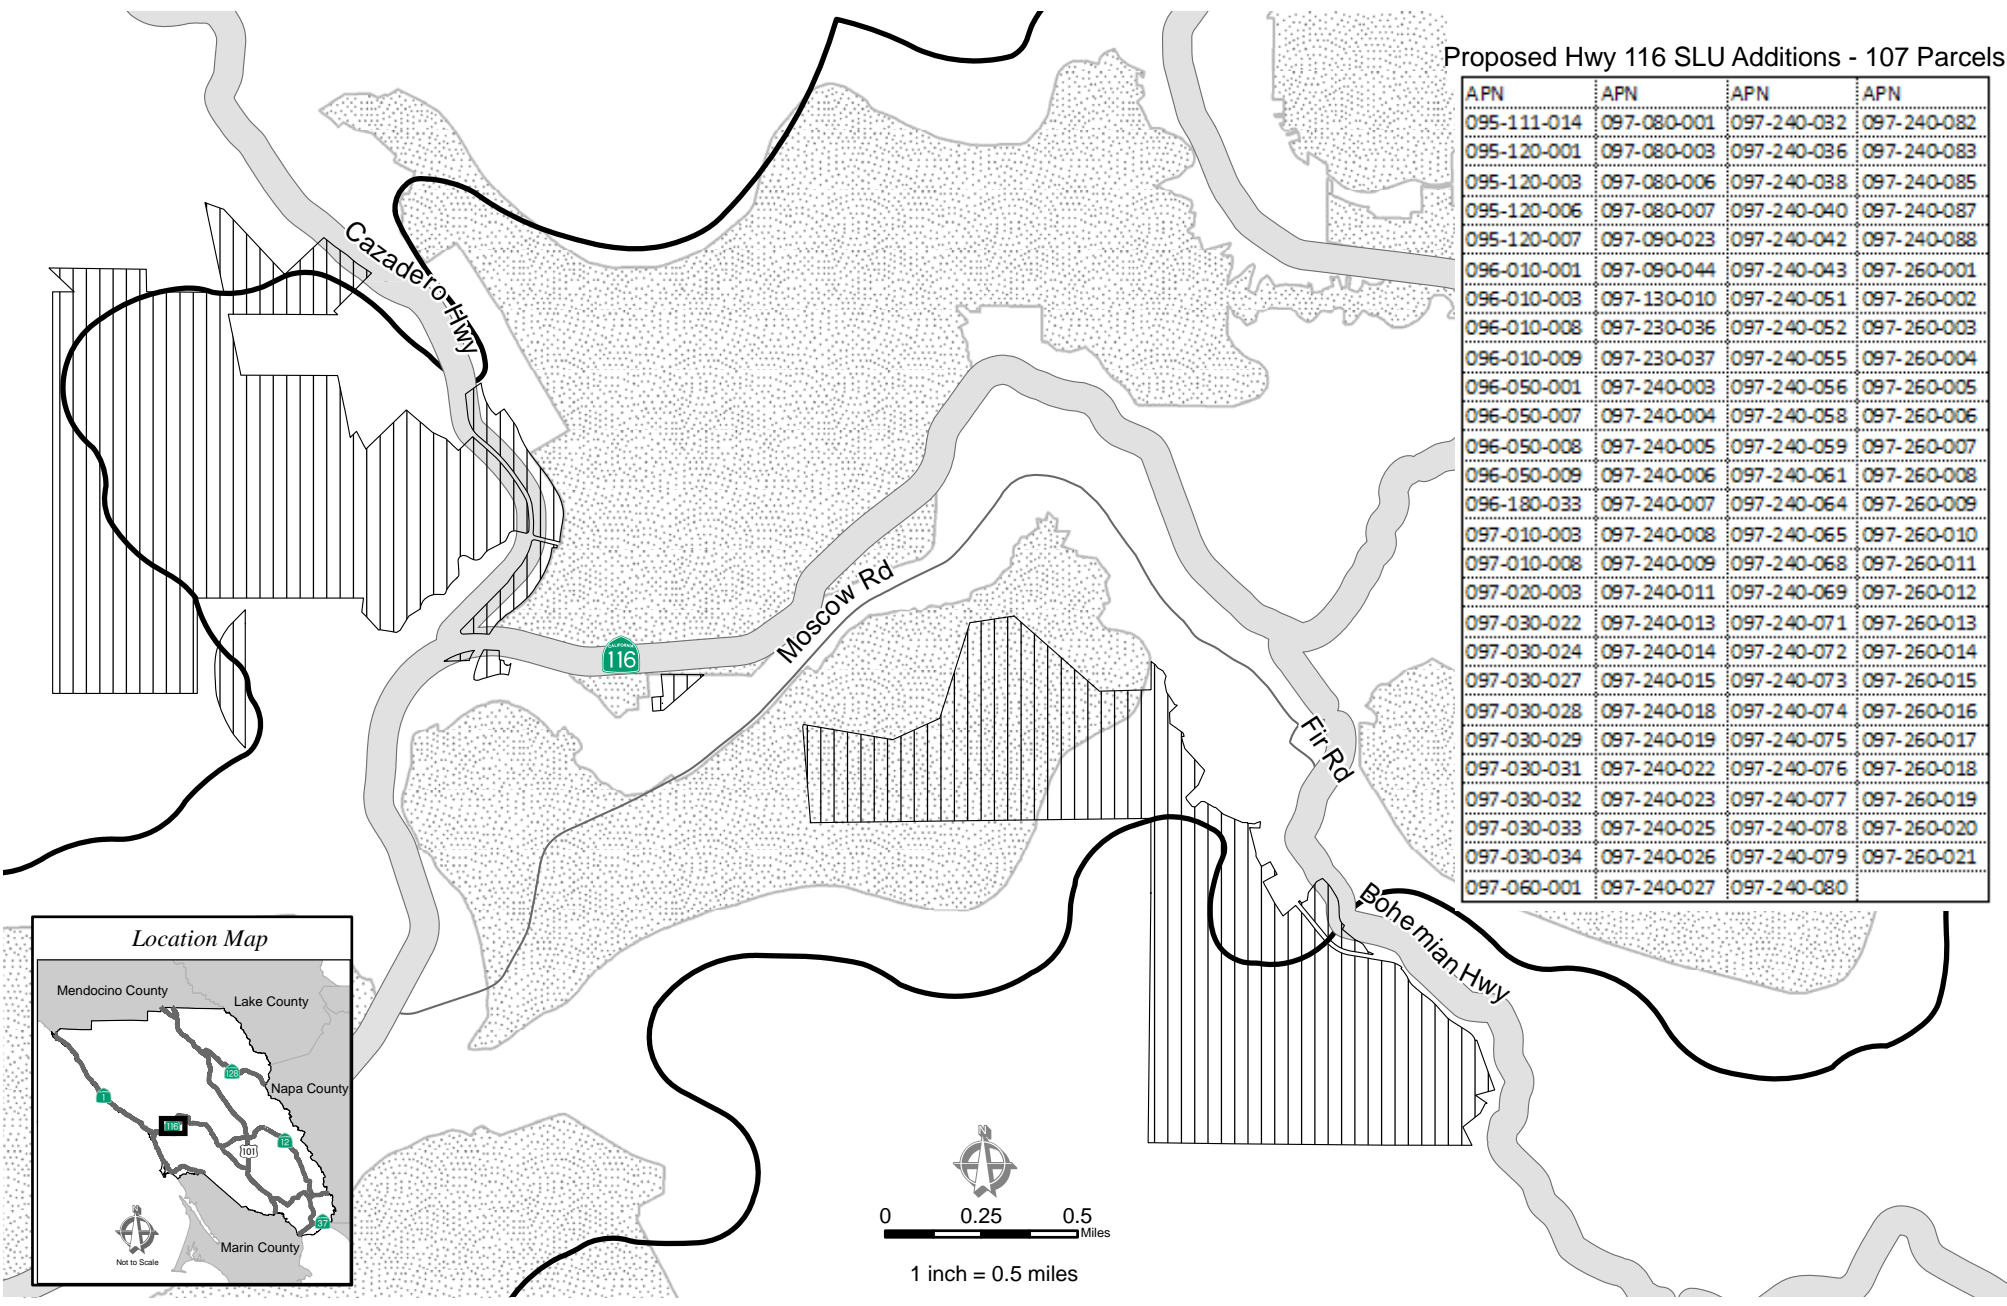 Proposed Hwy 116 SLU Additions - 107 Parcels
APN APN APN APN
095-111-014 097-080-001 097-240-032 097-240-082
095-120-001 097-080-003 097-240-036 097-240-083
095-120-003 097-080-006 097-240-038 097-240-085
095-120-006 097-080-007 097-240-040 097-240-087
095-120-007 097-090-023 097-240-042 097-240-088
096-010-001 097-090-044 097-240-043 097-260-001
096-010-003 097-130-010 097-240-051 097-260-002
096-010-008 097-230-036 097-240-052 097-260-003
096-010-009 097-230-037 097-240-055 097-260-004
096-050-001 097-240-003 097-240-056 097-260-005
096-050-007 097-240-004 097-240-058 097-260-006
096-050-008 097-240-005 097-240-059 097-260-007
096-050-009 097-240-006 097-240-061 097-260-008
096-180-033 097-240-007 097-240-064 097-260-009
097-010-003 097-240-008 097-240-065 097-260-010
097-010-008 097-240-009 097-240-068 097-260-011
097-020-003 097-240-011 097-240-069 097-260-012
097-030-022 097-240-013 097-240-071 097-260-013
097-030-024 097-240-014 097-240-072 097-260-014
097-030-027 097-240-015 097-240-073 097-260-015
097-030-028 097-240-018 097-240-074 097-260-016
097-030-029 097-240-019 097-240-075 097-260-017
097-030-031 097-240-022 097-240-076 097-260-018
097-030-032 097-240-023 097-240-077 097-260-019
097-030-033 097-240-025 097-240-078 097-260-020
097-030-034 097-240-026 097-240-079 097-260-021
097-060-001 097-240-027 097-240-080
Cazadero Hwy
Moscow Rd
CALIFORNIA
116
Fir Rd
Bohemian Hwy
Location Map
Mendocino County
Lake County
128
Napa County
1
116
12
101
37
N
Not to Scale
Marin County
N
0 0.25 0.5
Miles
1 inch = 0.5 miles